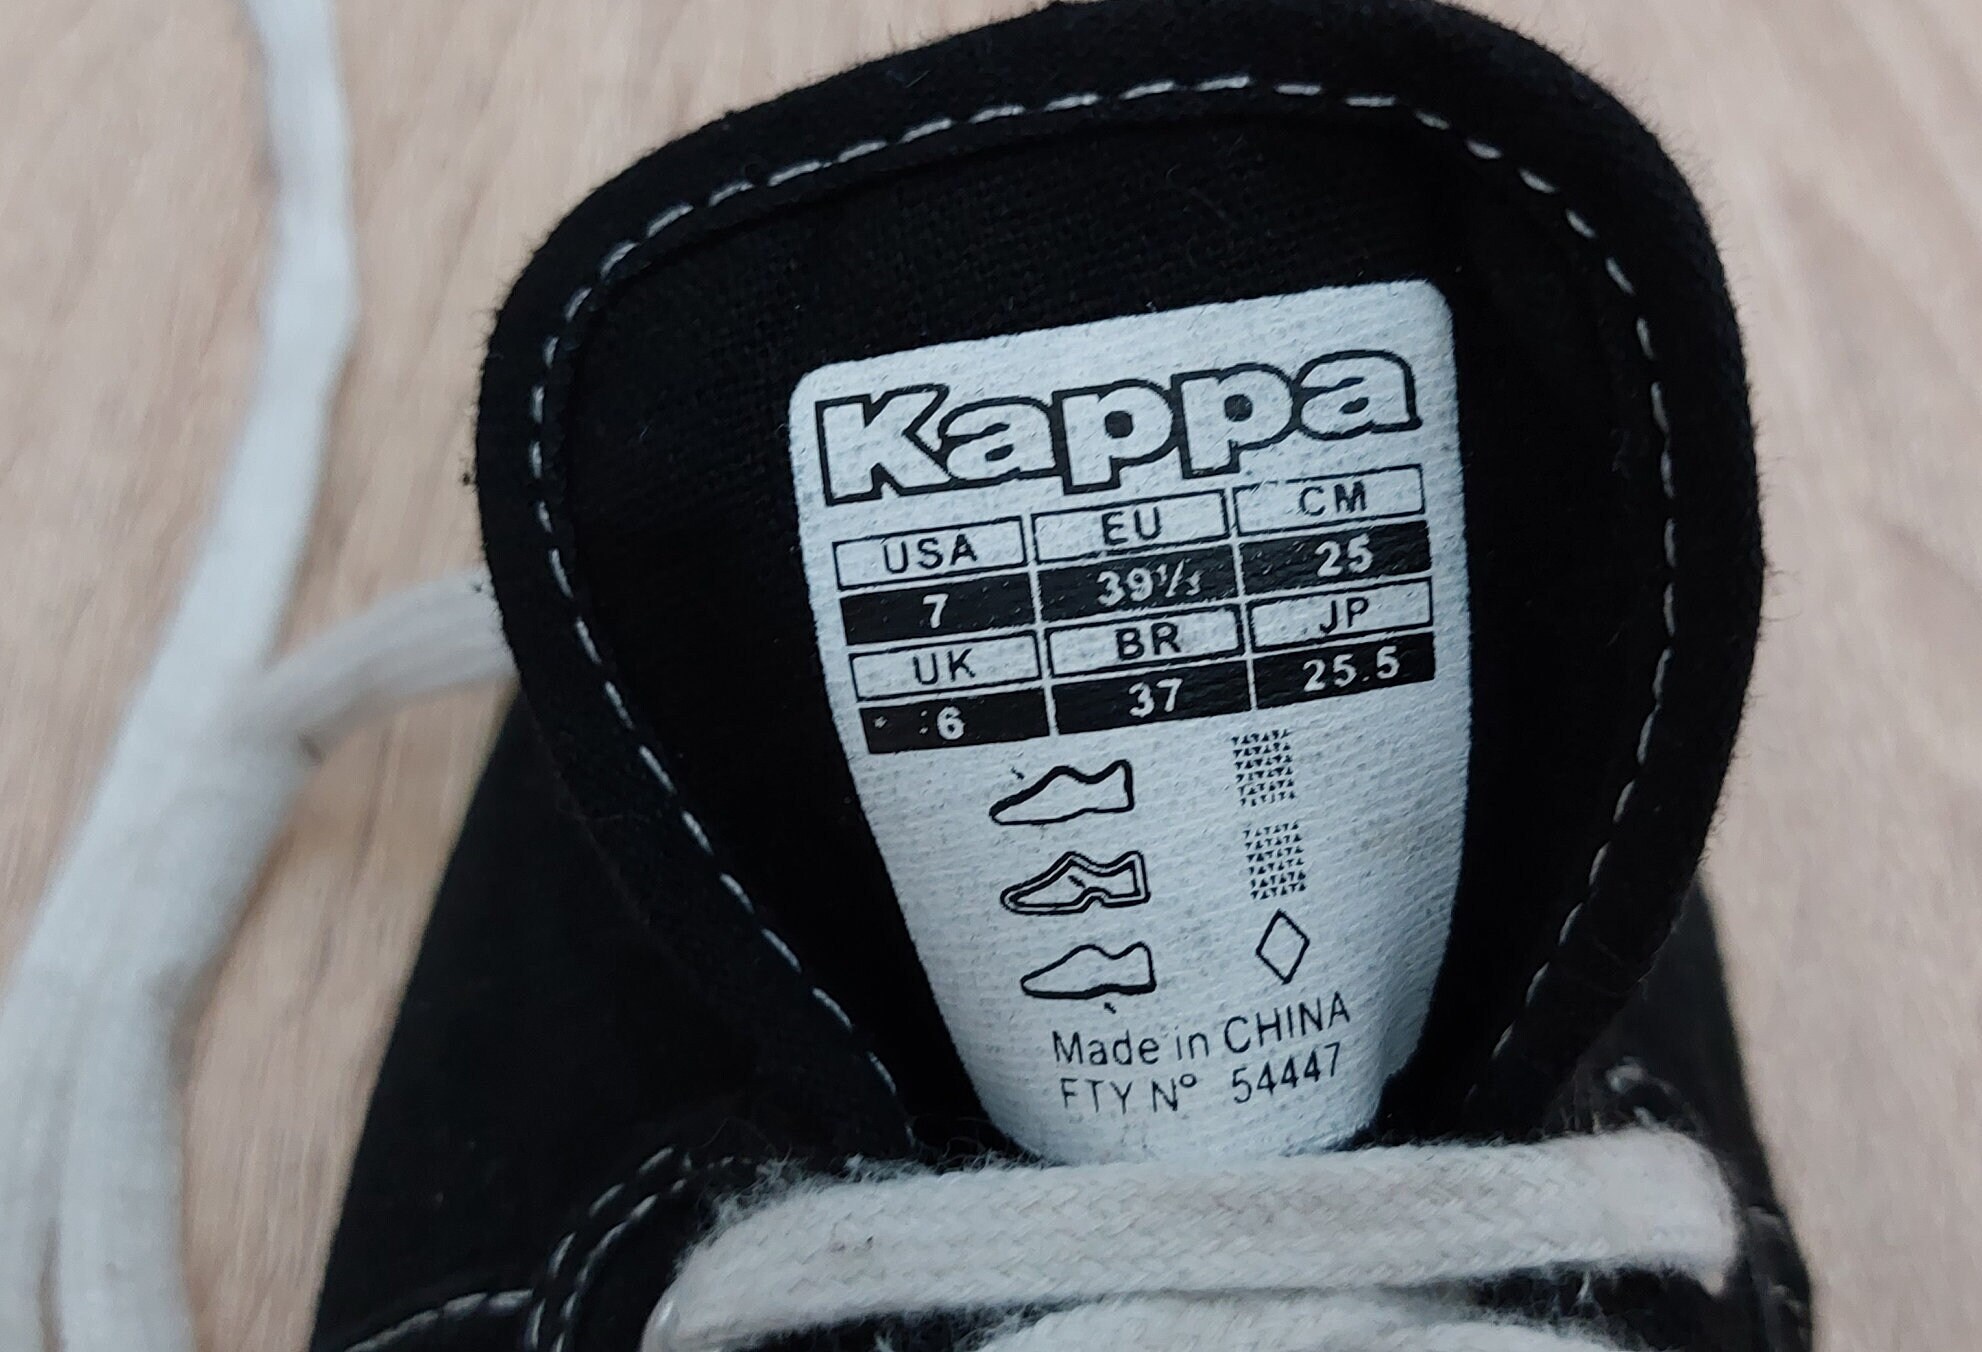 Kappa
USA EU CM
7 39⅓ 25
UK BR JP
6 37 25.5
Made in CHINA
FTY Nº 54447